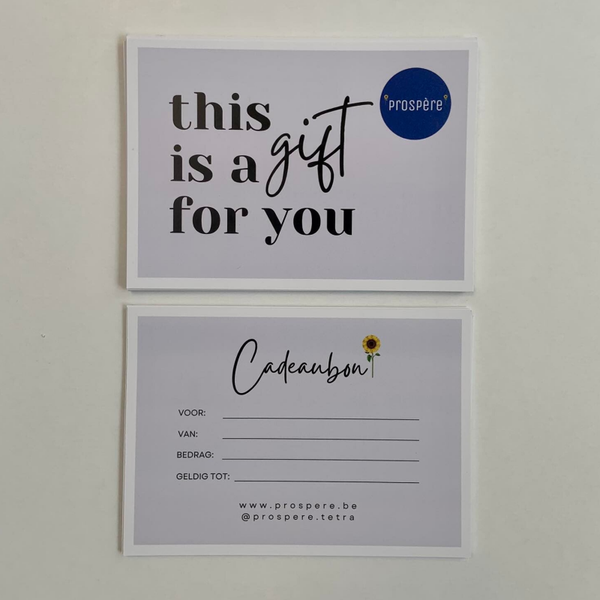 this
is a gift
for you
prospère
Cadeaubon
VOOR:
VAN:
BEDRAG:
GELDIG TOT:
www.prospere.be
@prospere.tetra